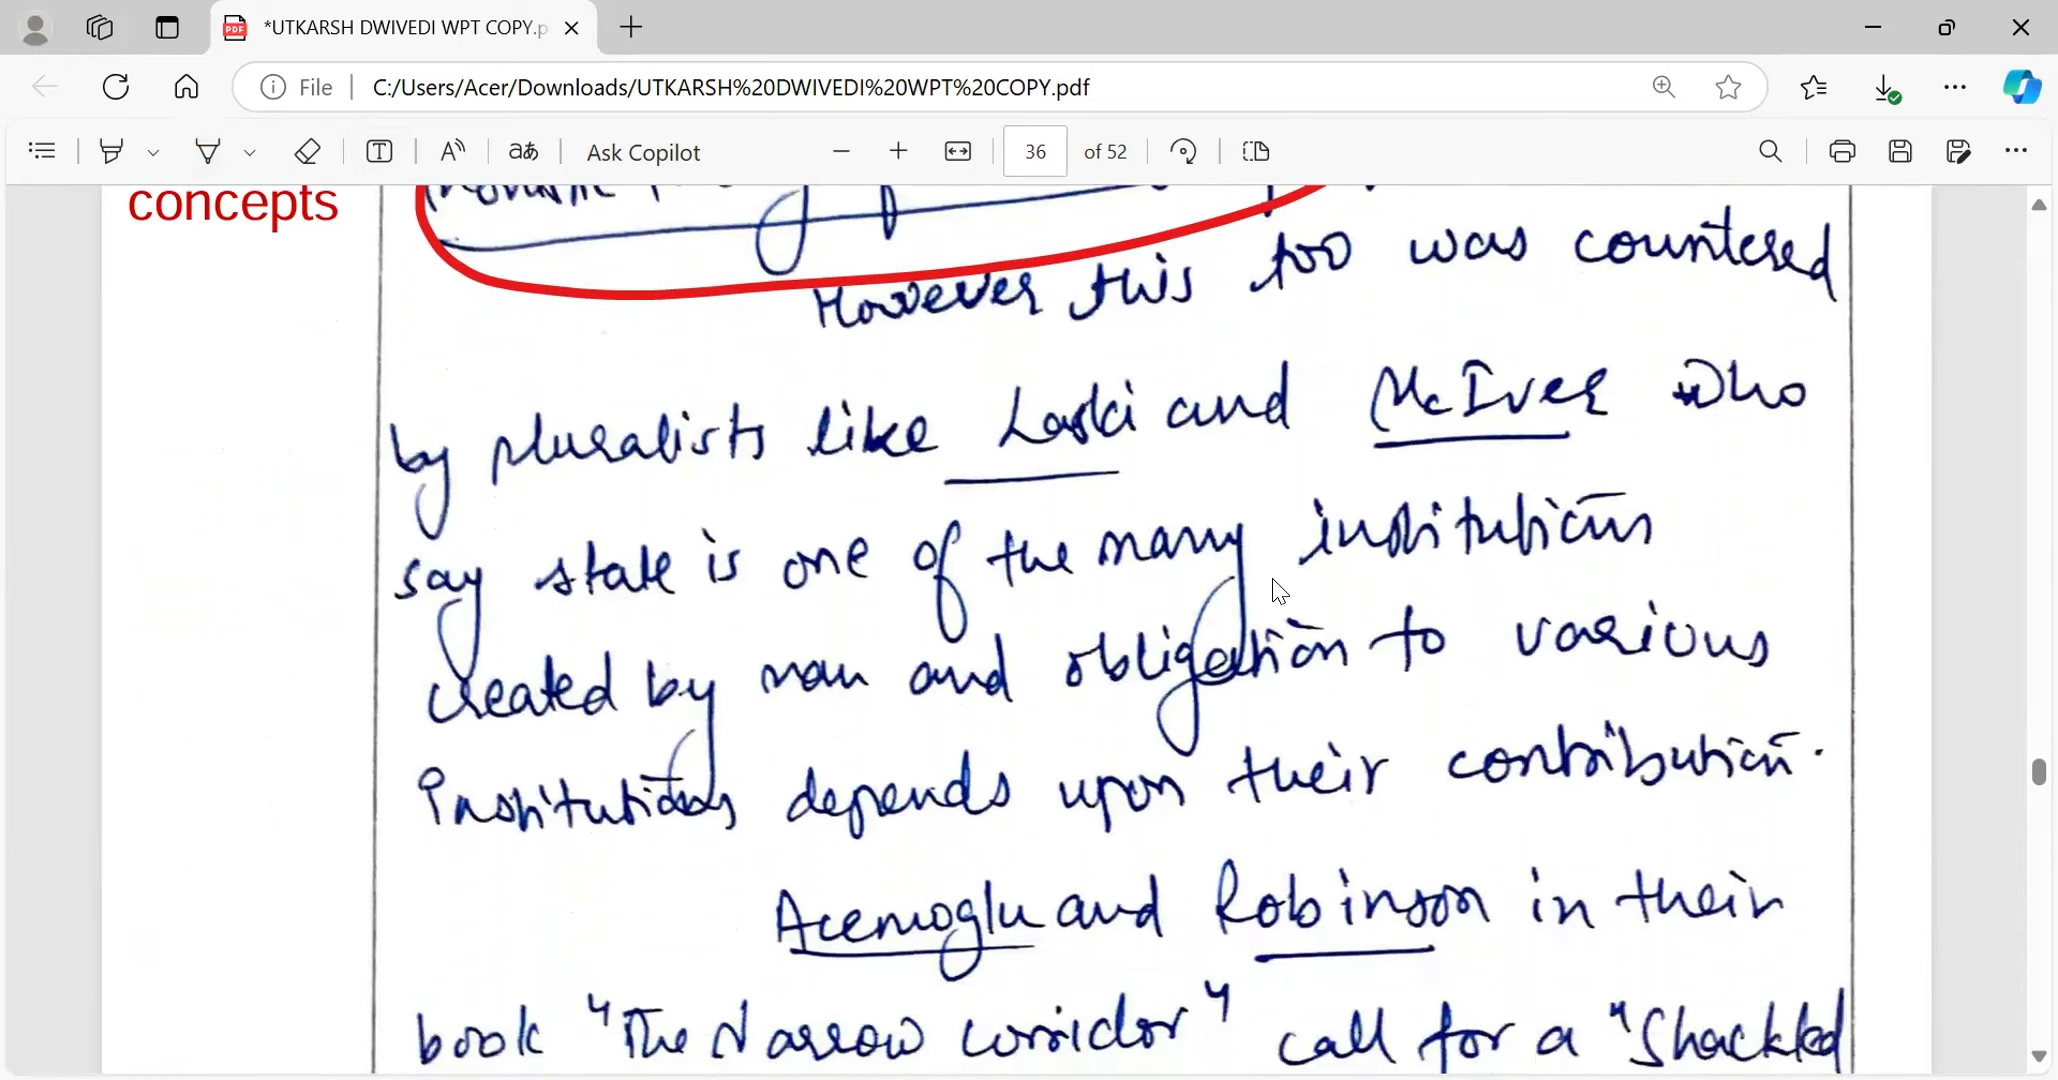 *UTKARSH DWIVEDI WPT COPY.p
File C:/Users/Acer/Downloads/UTKARSH%20DWIVEDI%20WPT%20COPY.pdf
Ask Copilot 36 of 52
concepts
However this too was countered
by pluralists like Laski and McIver who
say state is one of the many institutions
created by man and obligation to various
Institutions depends upon their contribution.
Acemoglu and Robinson in their
book "The Narrow corridor" call for a "Shackled